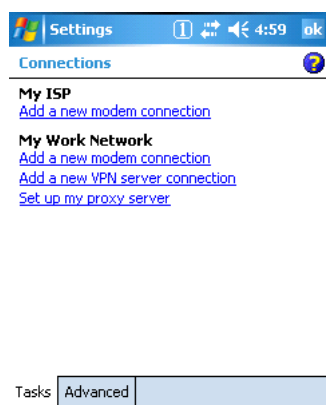 Settings 1 4:59 ok
Connections ?
My ISP
Add a new modem connection
My Work Network
Add a new modem connection
Add a new VPN server connection
Set up my proxy server
Tasks Advanced